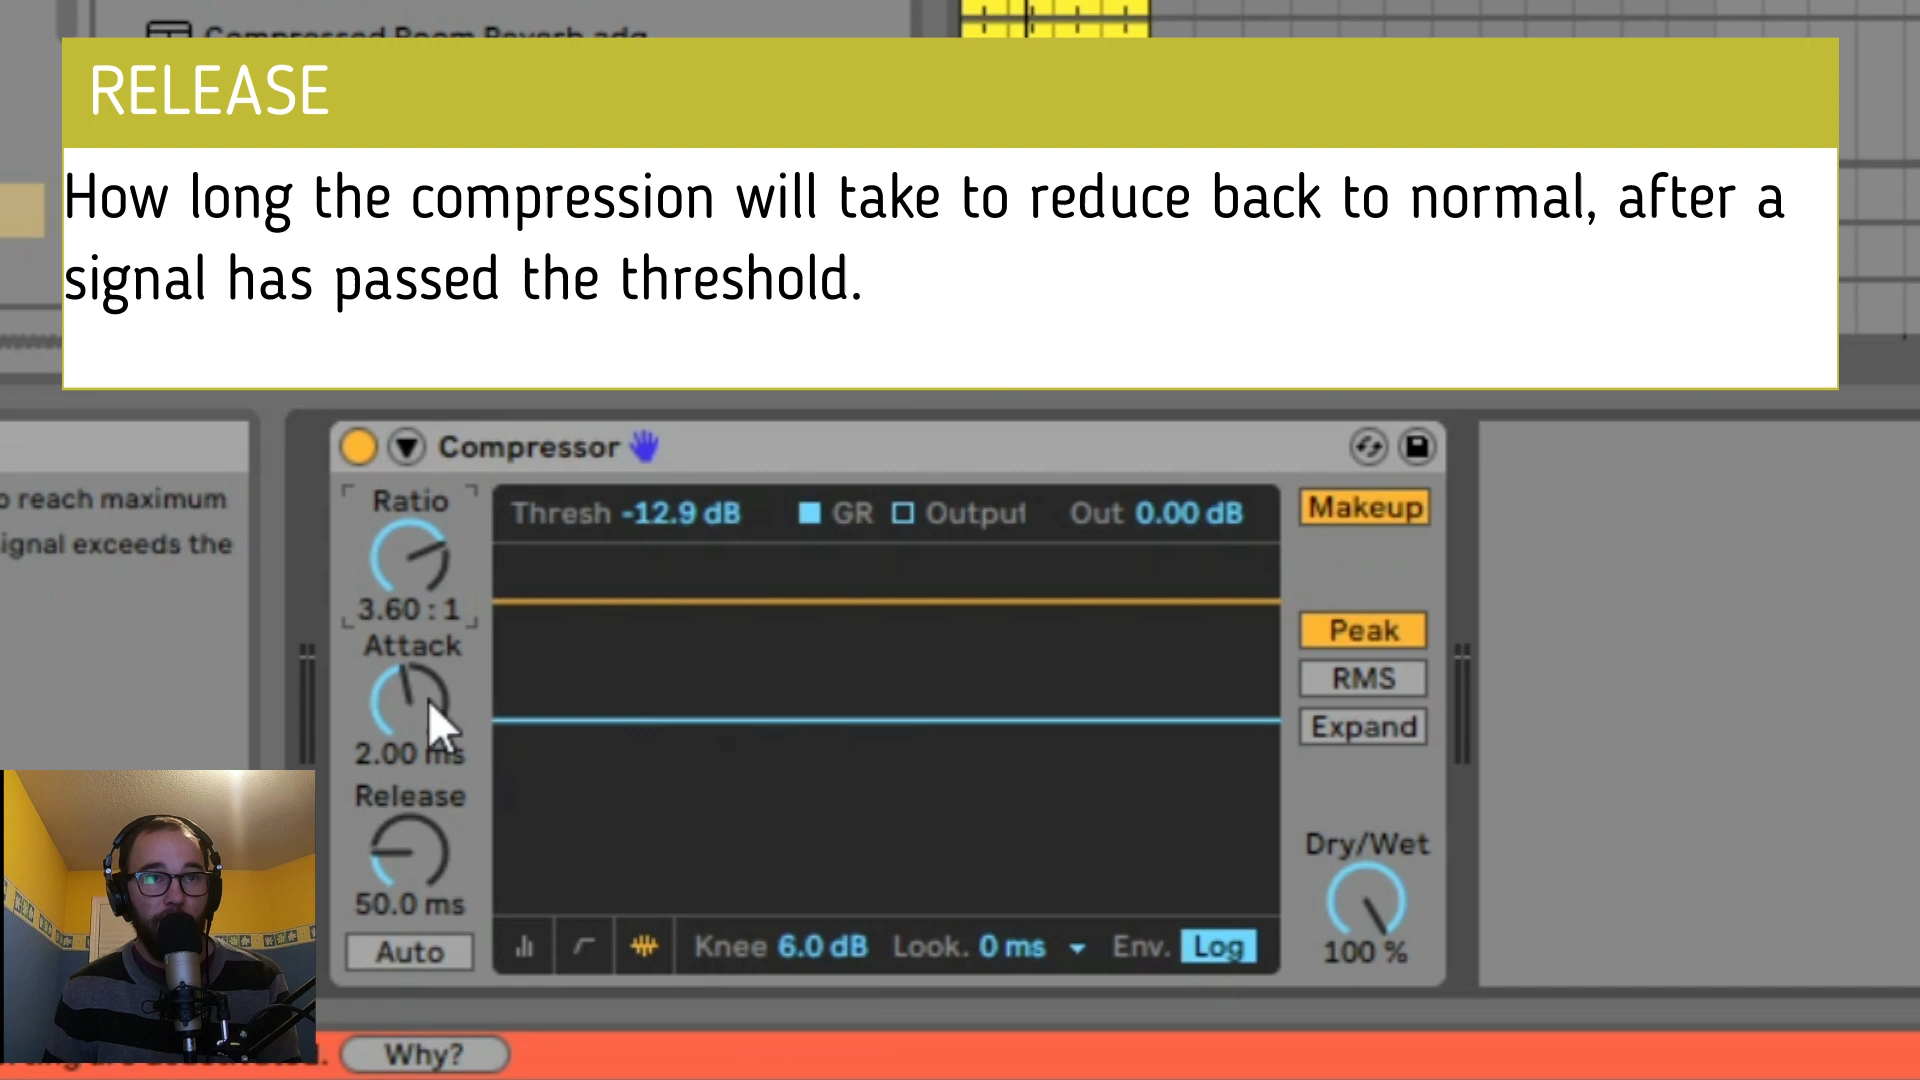 RELEASE
How long the compression will take to reduce back to normal, after a
signal has passed the threshold.
Compressor
o reach maximum
ignal exceeds the
Ratio
3.60 : 1
Attack
2.00 ms
Release
50.0 ms
Auto
Thresh -12.9 dB GR Output Out 0.00 dB
Knee 6.0 dB Look. 0 ms Env. Log
Makeup
Peak
RMS
Expand
Dry/Wet
100 %
Why?